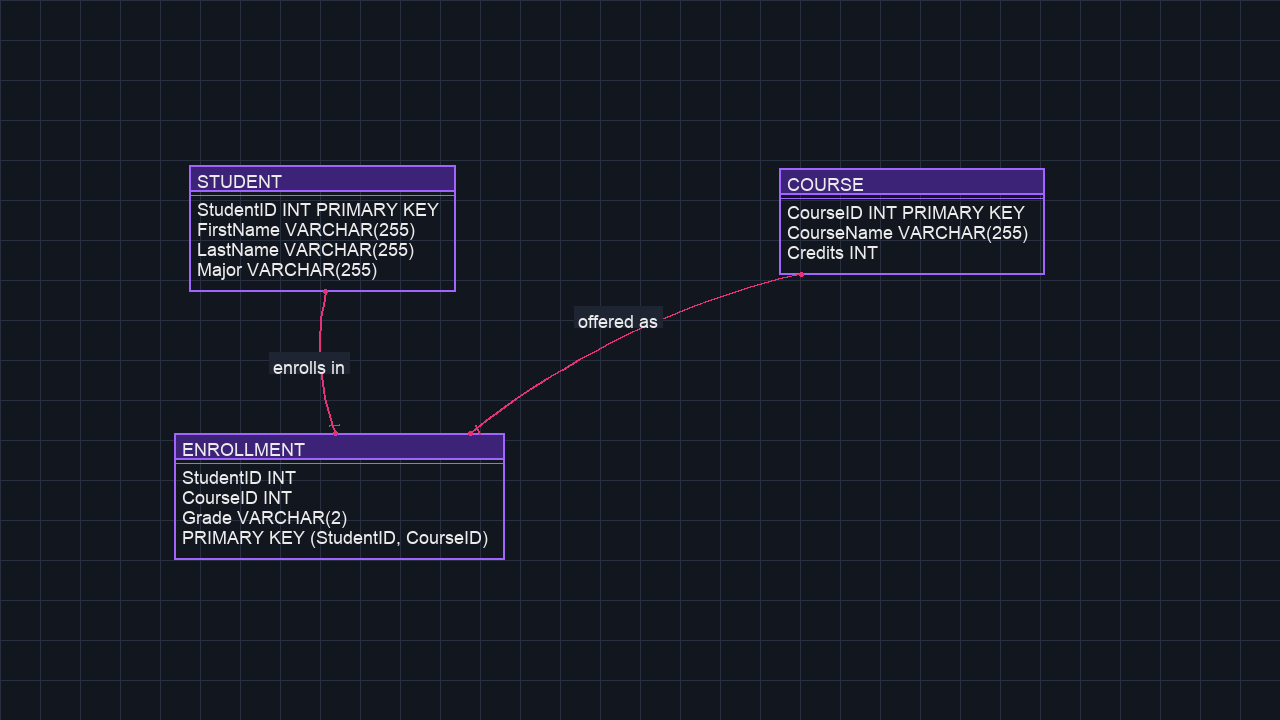 STUDENT
StudentID INT PRIMARY KEY
FirstName VARCHAR(255)
LastName VARCHAR(255)
Major VARCHAR(255)
COURSE
CourseID INT PRIMARY KEY
CourseName VARCHAR(255)
Credits INT
offered as
enrolls in
ENROLLMENT
StudentID INT
CourseID INT
Grade VARCHAR(2)
PRIMARY KEY (StudentID, CourseID)